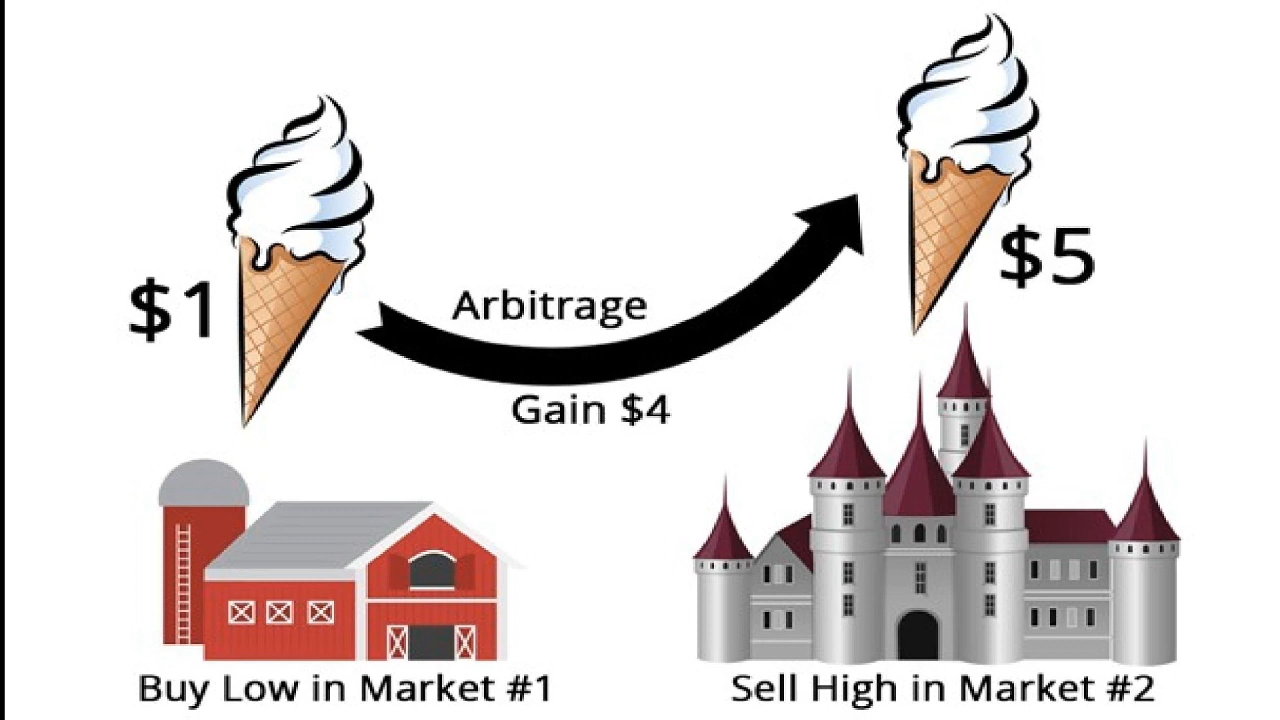 $1
$5
Arbitrage
Gain $4
Buy Low in Market #1
Sell High in Market #2